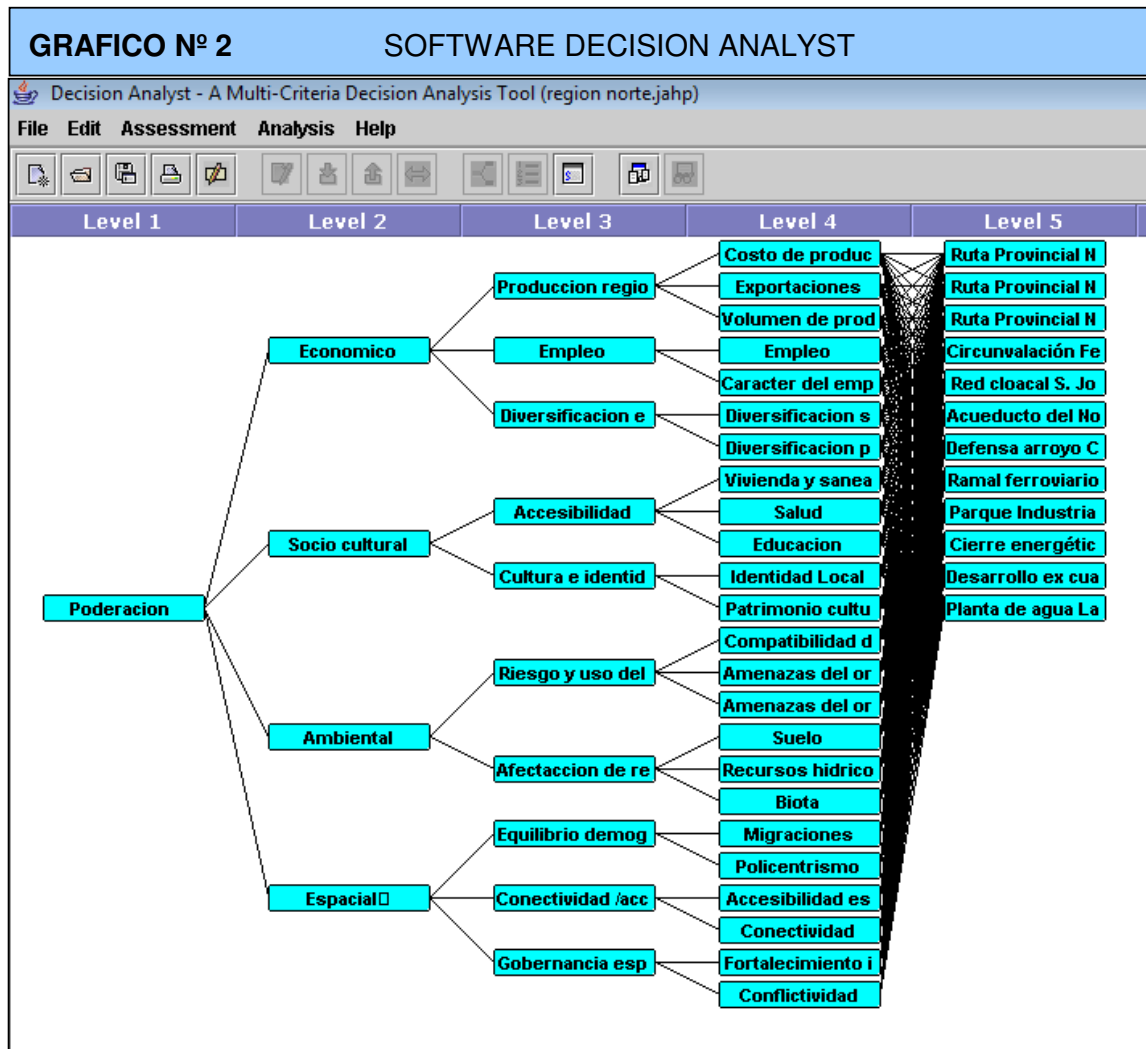 GRAFICO Nº 2 SOFTWARE DECISION ANALYST
Decision Analyst - A Multi-Criteria Decision Analysis Tool (region norte.jahp)
File Edit Assessment Analysis Help
Level 1 Level 2 Level 3 Level 4 Level 5
Costo de produc Ruta Provincial N
Produccion regio Exportaciones Ruta Provincial N
Volumen de prod Ruta Provincial N
Economico Empleo Empleo Circunvalación Fe
Caracter del emp Red cloacal S. Jo
Diversificacion e Diversificacion s Acueducto del No
Diversificacion p Defensa arroyo C
Vivienda y sanea Ramal ferroviario
Accesibilidad Salud Parque Industria
Socio cultural Educacion Cierre energétic
Cultura e identid Identidad Local Desarrollo ex cua
Poderacion Patrimonio cultu Planta de agua La
Compatibilidad d
Riesgo y uso del Amenazas del or
Amenazas del or
Ambiental Suelo
Afectaccion de re Recursos hidrico
Biota
Equilibrio demog Migraciones
Policentrismo
Espacial Conectividad /acc Accesibilidad es
Conectividad
Gobernancia esp Fortalecimiento i
Conflictividad